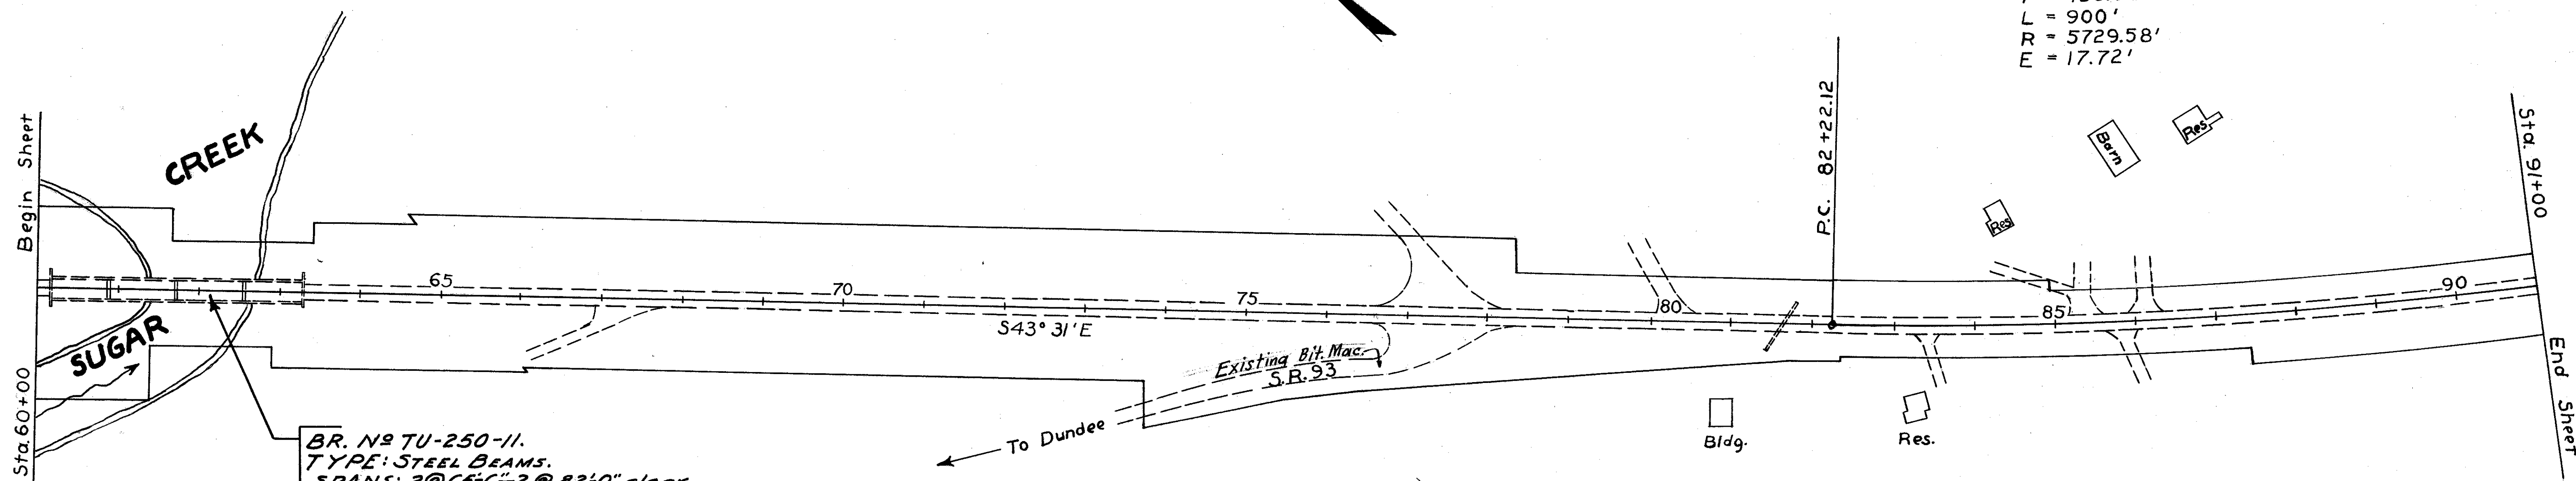 L = 900'
R = 5729.58'
E = 17.72'
Begin Sheet
Sta. 60+00
CREEK
SUGAR
65
70
75
80
85
90
S43° 31' E
Existing Bit. Mac.
S.R. 93
To Dundee
P.C. 82+22.12
Res
Barn
Res
Bldg.
Res.
Sta. 91+00
End Sheet
BR. Nº TU-250-11.
TYPE: STEEL BEAMS.
SPANS: